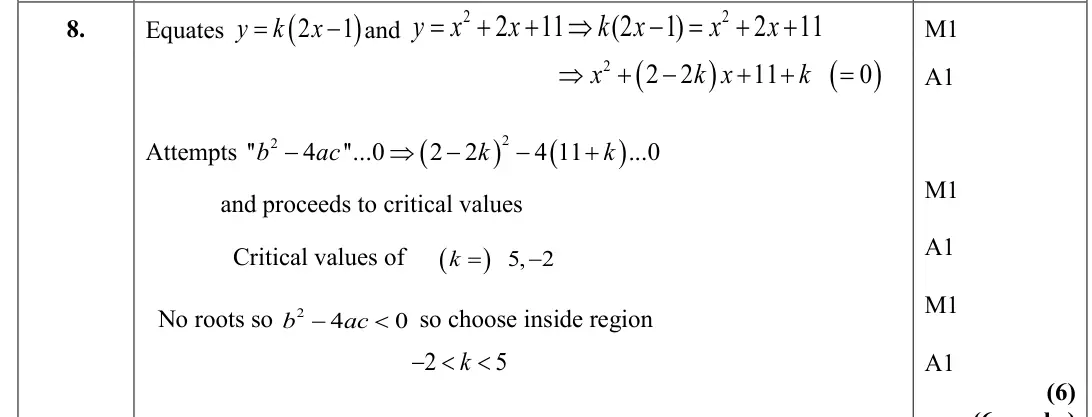 8. Equates y = k(2x − 1) and y = x² + 2x + 11 ⇒ k(2x − 1) = x² + 2x + 11 M1
⇒ x² + (2 − 2k)x + 11 + k (= 0) A1
Attempts "b² − 4ac"...0 ⇒ (2 − 2k)² − 4(11 + k)...0
and proceeds to critical values M1
Critical values of (k =) 5, −2 A1
No roots so b² − 4ac < 0 so choose inside region M1
−2 < k < 5 A1
(6)